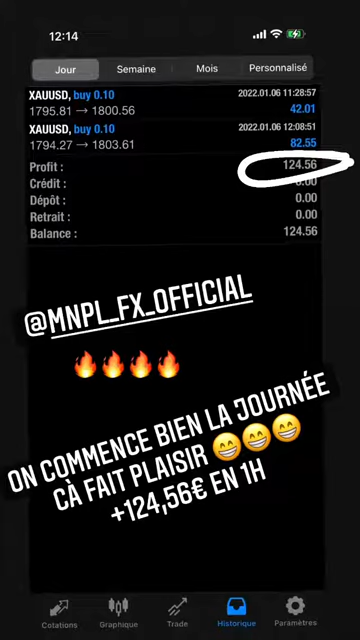 12:14
Jour Semaine Mois Personnalisé
XAUUSD, buy 0.10 2022.01.06 11:28:57
1795.81 → 1800.56 42.01
XAUUSD, buy 0.10 2022.01.06 12:08:51
1794.27 → 1803.61 82.55
Profit : 124.56
Crédit : 0.00
Dépôt : 0.00
Retrait : 0.00
Balance : 124.56
@MNPL_FX_OFFICIAL
🔥🔥🔥🔥
ON COMMENCE BIEN LA JOURNÉE
CÀ FAIT PLAISIR 😁😁😁
+124,56€ EN 1H
Cotations Graphique Trade Historique Paramètres